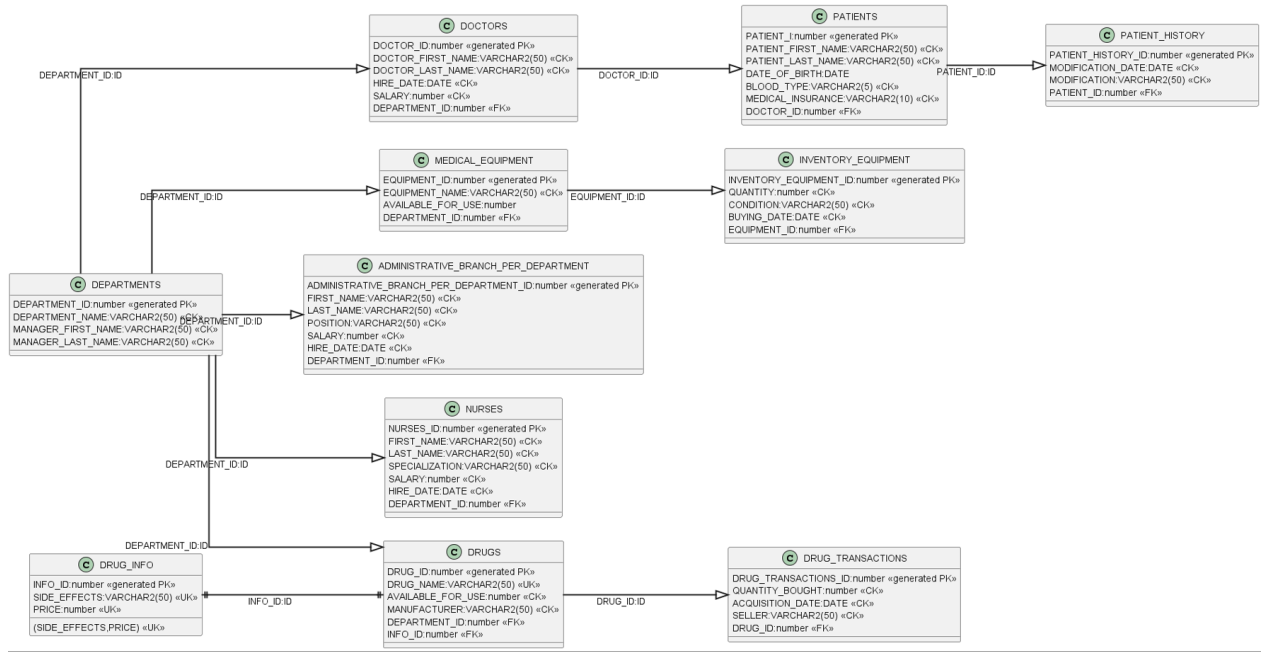 C DOCTORS
DOCTOR_ID:number «generated PK»
DOCTOR_FIRST_NAME:VARCHAR2(50) «CK»
DOCTOR_LAST_NAME:VARCHAR2(50) «CK»
HIRE_DATE:DATE «CK»
SALARY:number «CK»
DEPARTMENT_ID:number «FK»
C PATIENTS
PATIENT_I:number «generated PK»
PATIENT_FIRST_NAME:VARCHAR2(50) «CK»
PATIENT_LAST_NAME:VARCHAR2(50) «CK»
DATE_OF_BIRTH:DATE
BLOOD_TYPE:VARCHAR2(5) «CK»
MEDICAL_INSURANCE:VARCHAR2(10) «CK»
DOCTOR_ID:number «FK»
C PATIENT_HISTORY
PATIENT_HISTORY_ID:number «generated PK»
MODIFICATION_DATE:DATE «CK»
MODIFICATION:VARCHAR2(50) «CK»
PATIENT_ID:number «FK»
DEPARTMENT_ID:ID
DOCTOR_ID:ID
PATIENT_ID:ID
C MEDICAL_EQUIPMENT
EQUIPMENT_ID:number «generated PK»
EQUIPMENT_NAME:VARCHAR2(50) «CK»
AVAILABLE_FOR_USE:number
DEPARTMENT_ID:number «FK»
C INVENTORY_EQUIPMENT
INVENTORY_EQUIPMENT_ID:number «generated PK»
QUANTITY:number «CK»
CONDITION:VARCHAR2(50) «CK»
BUYING_DATE:DATE «CK»
EQUIPMENT_ID:number «FK»
DEPARTMENT_ID:ID
EQUIPMENT_ID:ID
C DEPARTMENTS
DEPARTMENT_ID:number «generated PK»
DEPARTMENT_NAME:VARCHAR2(50) «CK»
MANAGER_FIRST_NAME:VARCHAR2(50) «CK»
MANAGER_LAST_NAME:VARCHAR2(50) «CK»
DEPARTMENT_ID:ID
C ADMINISTRATIVE_BRANCH_PER_DEPARTMENT
ADMINISTRATIVE_BRANCH_PER_DEPARTMENT_ID:number «generated PK»
FIRST_NAME:VARCHAR2(50) «CK»
LAST_NAME:VARCHAR2(50) «CK»
POSITION:VARCHAR2(50) «CK»
SALARY:number «CK»
HIRE_DATE:DATE «CK»
DEPARTMENT_ID:number «FK»
C NURSES
NURSES_ID:number «generated PK»
FIRST_NAME:VARCHAR2(50) «CK»
LAST_NAME:VARCHAR2(50) «CK»
SPECIALIZATION:VARCHAR2(50) «CK»
SALARY:number «CK»
HIRE_DATE:DATE «CK»
DEPARTMENT_ID:number «FK»
DEPARTMENT_ID:ID
DEPARTMENT_ID:ID
C DRUG_INFO
INFO_ID:number «generated PK»
SIDE_EFFECTS:VARCHAR2(50) «UK»
PRICE:number «UK»
(SIDE_EFFECTS,PRICE) «UK»
INFO_ID:ID
C DRUGS
DRUG_ID:number «generated PK»
DRUG_NAME:VARCHAR2(50) «UK»
AVAILABLE_FOR_USE:number «CK»
MANUFACTURER:VARCHAR2(50) «CK»
DEPARTMENT_ID:number «FK»
INFO_ID:number «FK»
DRUG_ID:ID
C DRUG_TRANSACTIONS
DRUG_TRANSACTIONS_ID:number «generated PK»
QUANTITY_BOUGHT:number «CK»
ACQUISITION_DATE:DATE «CK»
SELLER:VARCHAR2(50) «CK»
DRUG_ID:number «FK»